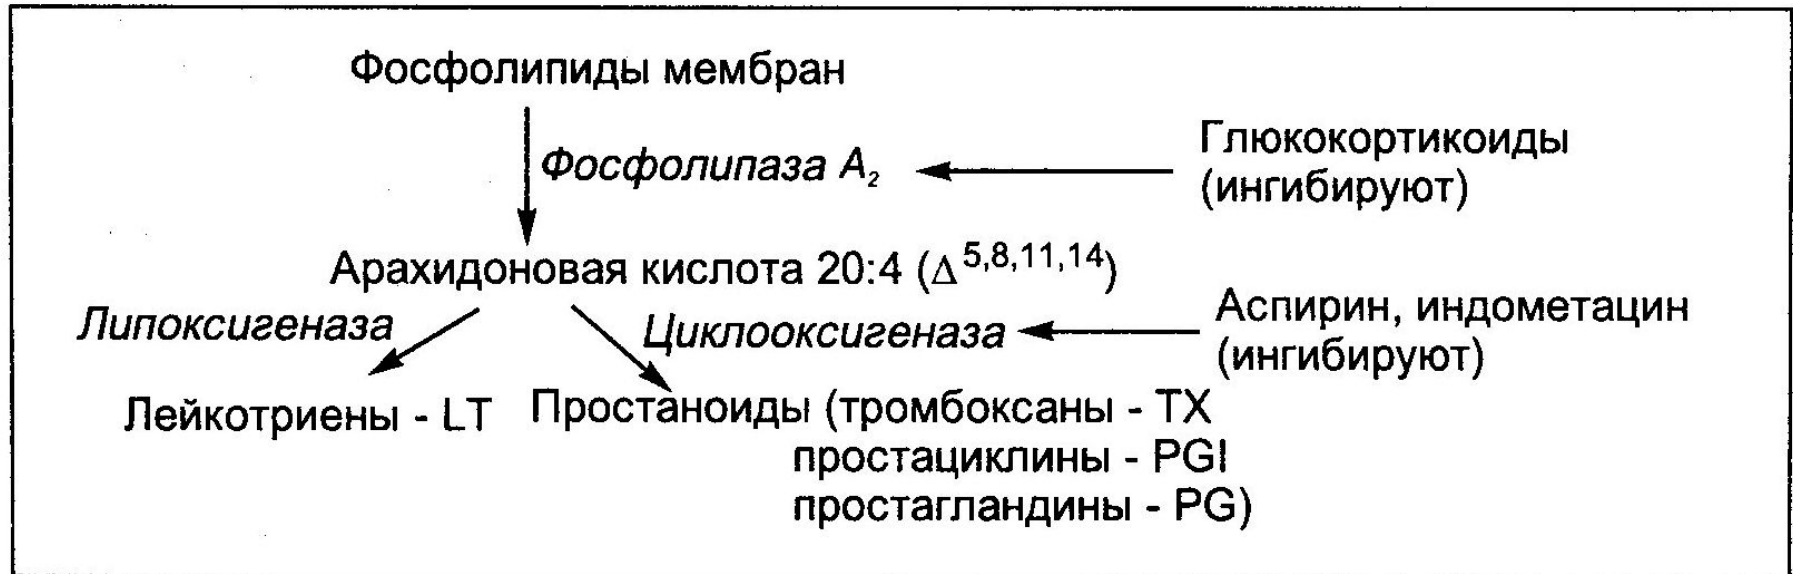 Фосфолипиды мембран
Фосфолипаза A₂
Глюкокортикоиды
(ингибируют)
Арахидоновая кислота 20:4 (Δ⁵,⁸,¹¹,¹⁴)
Липоксигеназа
Циклооксигеназа
Аспирин, индометацин
(ингибируют)
Лейкотриены - LT
Простаноиды (тромбоксаны - TX
простациклины - PGI
простагландины - PG)